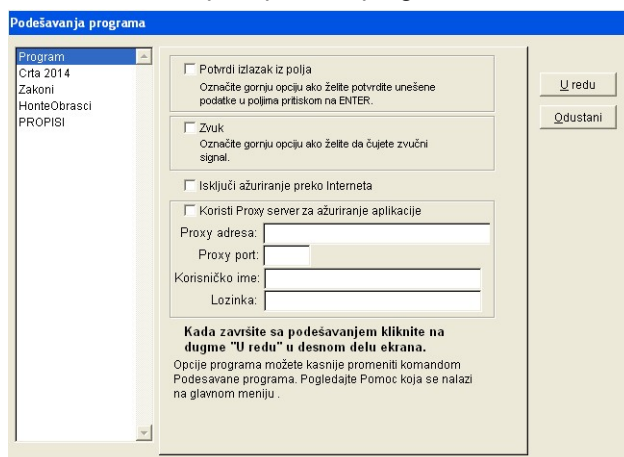 Podešavanja programa
Program
Crta 2014
Zakoni
HonteObrasci
PROPISI
Potvrdi izlazak iz polja
Označite gornju opciju ako želite potvrdite unešene
podatke u poljima pritiskom na ENTER.
Zvuk
Označite gornju opciju ako želite da čujete zvučni
signal.
Isključi ažuriranje preko Interneta
Koristi Proxy server za ažuriranje aplikacije
Proxy adresa:
Proxy port:
Korisničko ime:
Lozinka:
Kada završite sa podešavanjem kliknite na
dugme "U redu" u desnom delu ekrana.
Opcije programa možete kasnije promeniti komandom
Podesavane programa. Pogledajte Pomoc koja se nalazi
na glavnom meniju .
U redu
Odustani